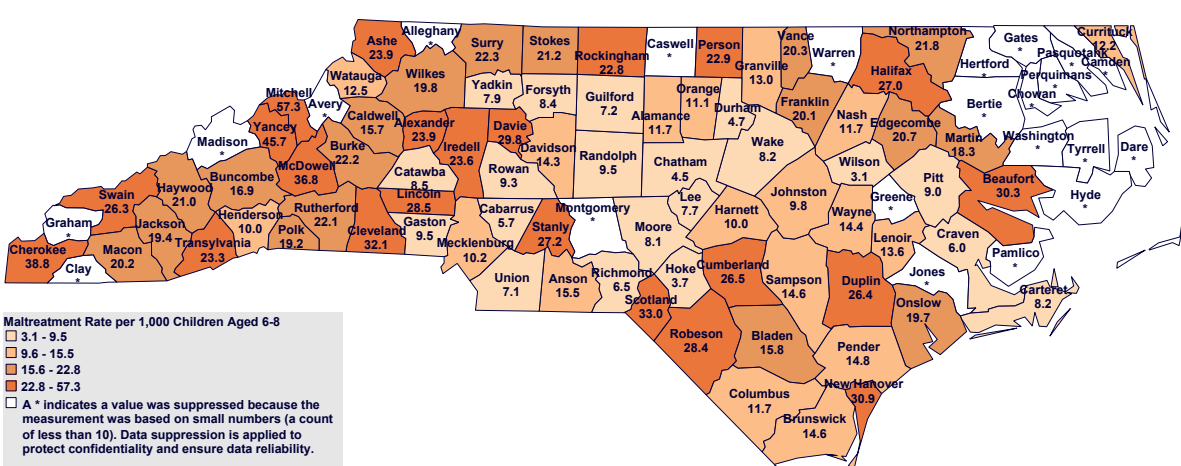 Alleghany
*
Ashe
23.9
Surry
22.3
Stokes
21.2
Rockingham
22.8
Caswell
*
Person
22.9
Vance
20.3
Warren
*
Northampton
21.8
Gates
*
Currituck
12.2
Pasquotank
*
Camden
*
Hertford
*
Perquimans
*
Chowan
*
Granville
13.0
Halifax
27.0
Bertie
*
Watauga
12.5
Wilkes
19.8
Yadkin
7.9
Forsyth
8.4
Guilford
7.2
Alamance
11.7
Orange
11.1
Durham
4.7
Franklin
20.1
Nash
11.7
Edgecombe
20.7
Martin
18.3
Washington
*
Tyrrell
*
Dare
*
Mitchell
57.3
Avery
*
Caldwell
15.7
Alexander
23.9
Iredell
23.6
Davie
29.8
Davidson
14.3
Randolph
9.5
Chatham
4.5
Wake
8.2
Wilson
3.1
Pitt
9.0
Beaufort
30.3
Hyde
*
Madison
*
Yancey
45.7
McDowell
36.8
Burke
22.2
Catawba
8.5
Rowan
9.3
Lincoln
28.5
Buncombe
16.9
Haywood
21.0
Swain
26.3
Graham
*
Cherokee
38.8
Clay
*
Macon
20.2
Jackson
19.4
Transylvania
23.3
Henderson
10.0
Polk
19.2
Rutherford
22.1
Cleveland
32.1
Gaston
9.5
Mecklenburg
10.2
Cabarrus
5.7
Stanly
27.2
Montgomery
*
Moore
8.1
Lee
7.7
Harnett
10.0
Johnston
9.8
Wayne
14.4
Greene
*
Lenoir
13.6
Craven
6.0
Pamlico
*
Jones
*
Carteret
8.2
Onslow
19.7
Union
7.1
Anson
15.5
Richmond
6.5
Hoke
3.7
Cumberland
26.5
Sampson
14.6
Duplin
26.4
Scotland
33.0
Robeson
28.4
Bladen
15.8
Pender
14.8
New Hanover
30.9
Columbus
11.7
Brunswick
14.6
Maltreatment Rate per 1,000 Children Aged 6-8
3.1 - 9.5
9.6 - 15.5
15.6 - 22.8
22.8 - 57.3
A * indicates a value was suppressed because the
measurement was based on small numbers (a count
of less than 10). Data suppression is applied to
protect confidentiality and ensure data reliability.